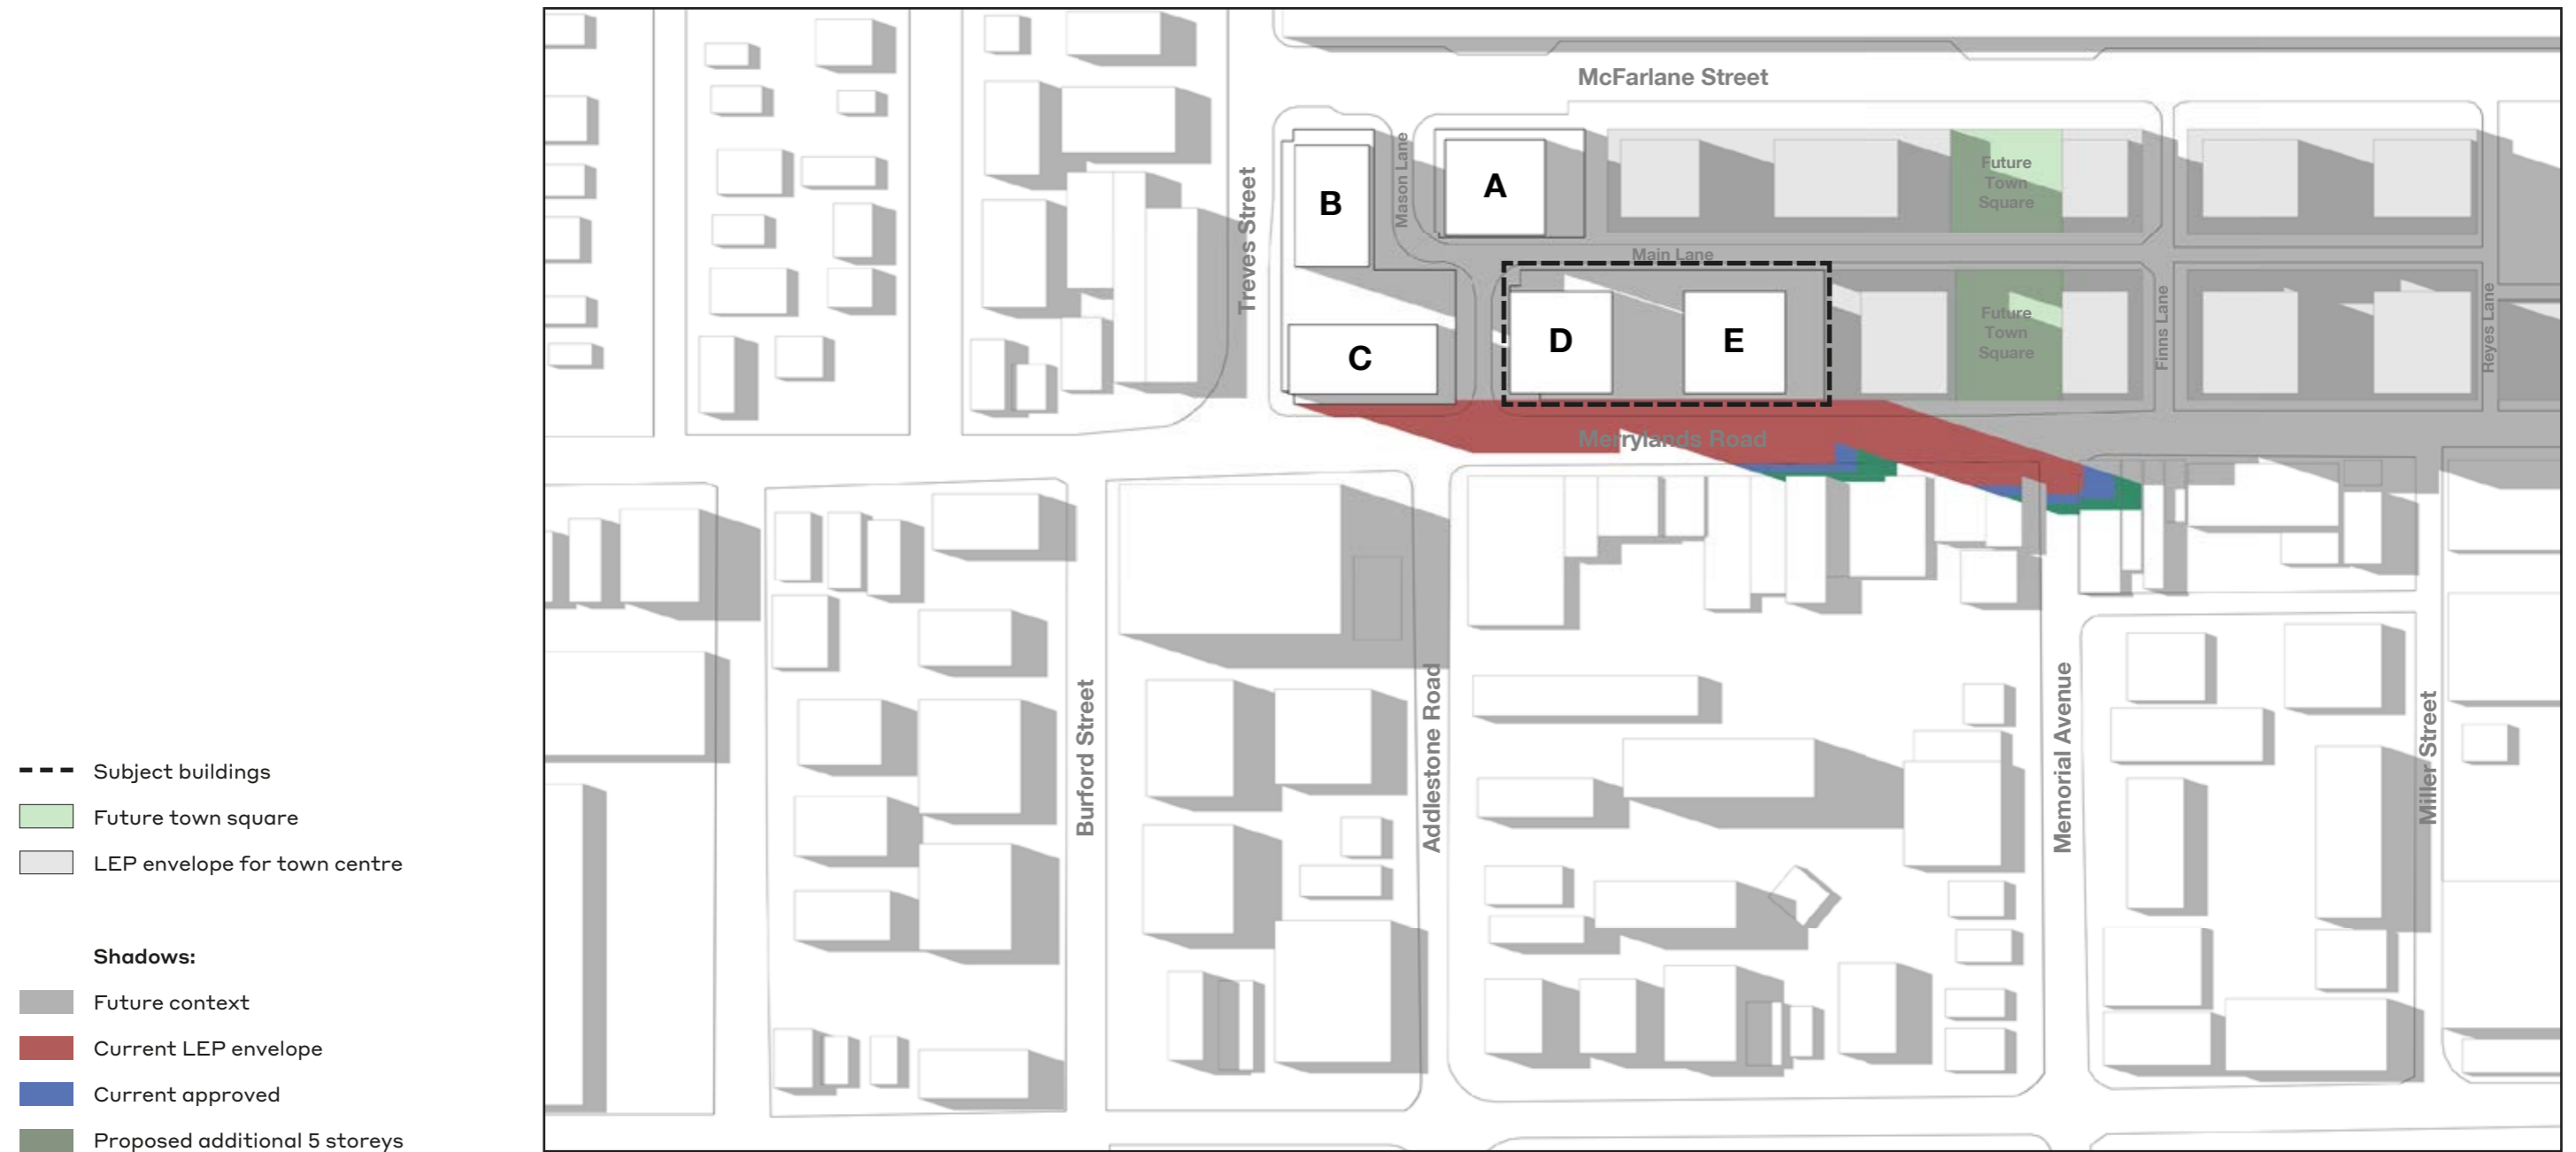 McFarlane Street
Treves Street
B
Mason Lane
A
Future
Town
Square
Main Lane
C
D
E
Future
Town
Square
Finns Lane
Reyes Lane
Merrylands Road
Burford Street
Addlestone Road
Memorial Avenue
Miller Street
Subject buildings
Future town square
LEP envelope for town centre
Shadows:
Future context
Current LEP envelope
Current approved
Proposed additional 5 storeys